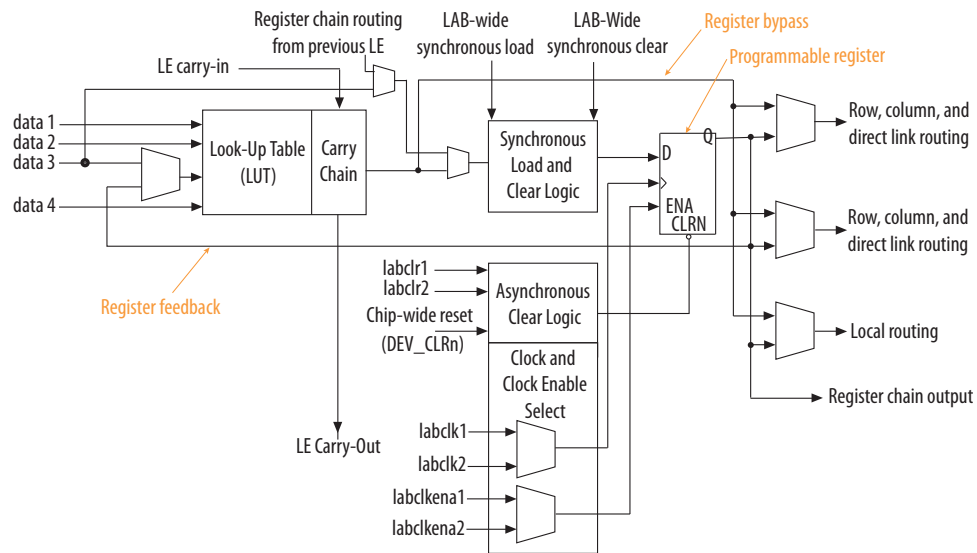 Register chain routing
from previous LE
LAB-wide
synchronous load
LAB-Wide
synchronous clear
Register bypass
Programmable register
LE carry-in
data 1
data 2
data 3
data 4
Look-Up Table
(LUT)
Carry
Chain
Synchronous
Load and
Clear Logic
D
Q
ENA
CLRN
Row, column, and
direct link routing
Row, column, and
direct link routing
Local routing
Register chain output
Register feedback
labclr1
labclr2
Chip-wide reset
(DEV_CLRn)
Asynchronous
Clear Logic
Clock and
Clock Enable
Select
labclk1
labclk2
labclkena1
labclkena2
LE Carry-Out